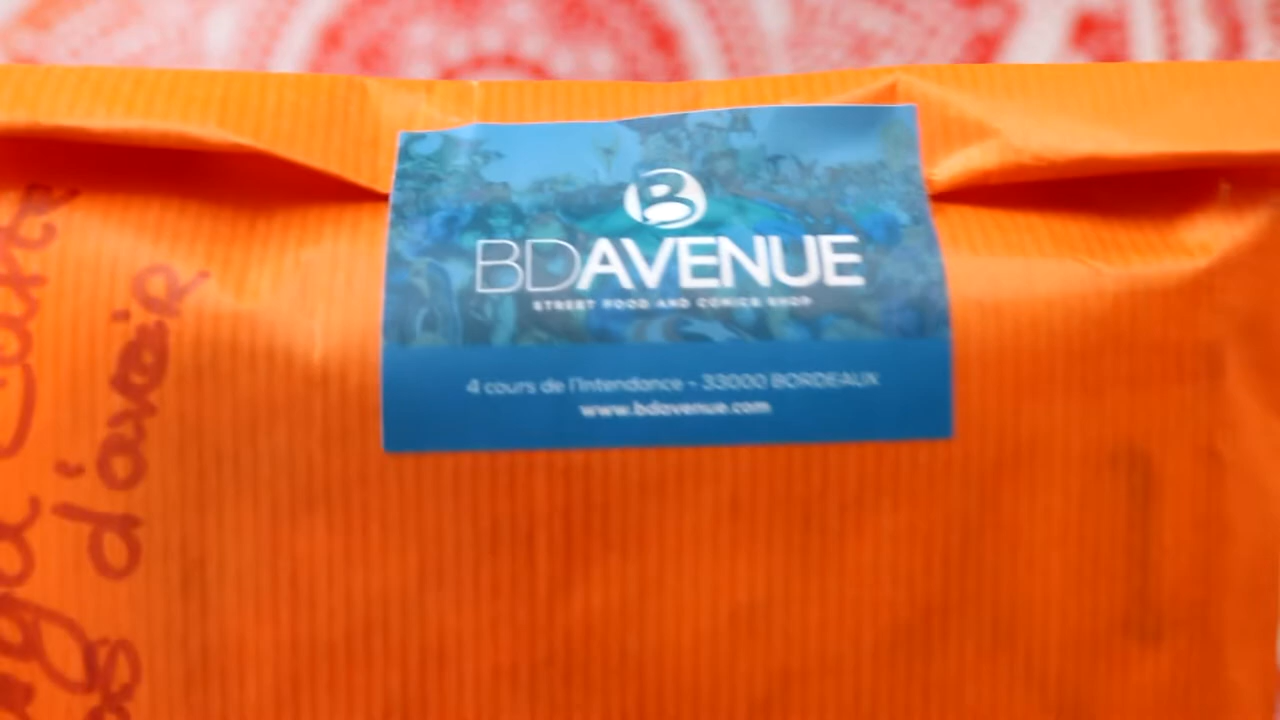 B
BDAVENUE
STREET FOOD AND COMICS SHOP
4 cours de l'Intendance - 33000 BORDEAUX
www.bdavenue.com
d'avoir